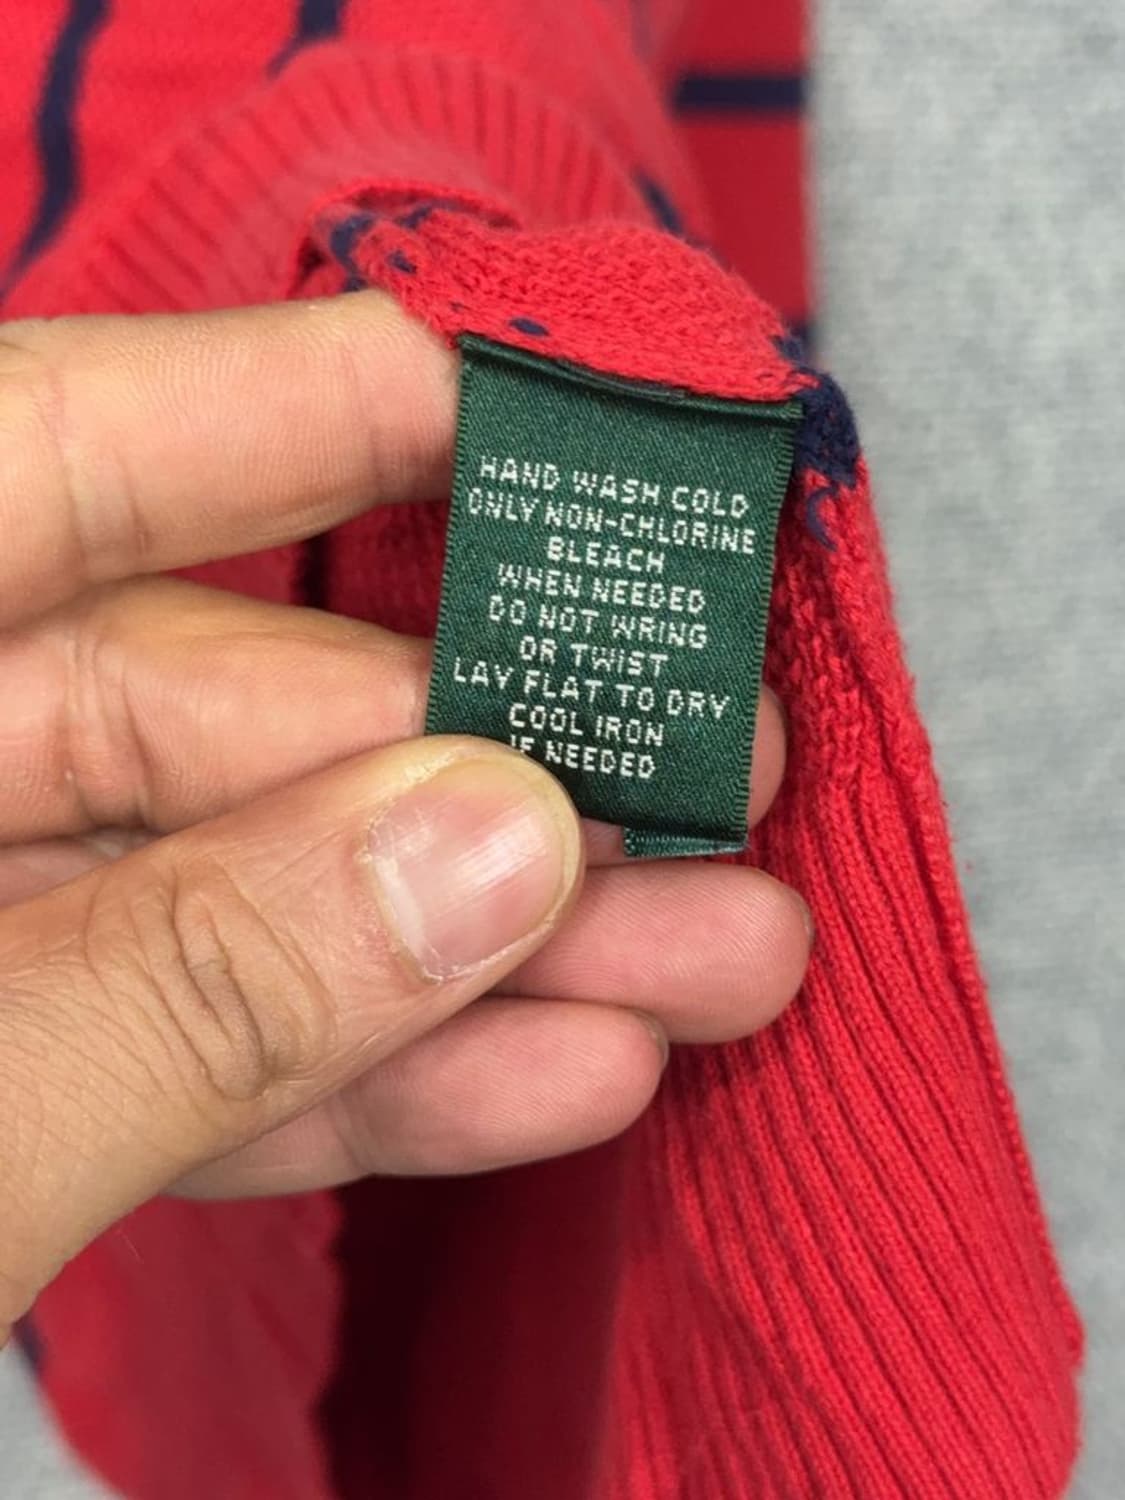 HAND WASH COLD
ONLY NON-CHLORINE
BLEACH
WHEN NEEDED
DO NOT WRING
OR TWIST
LAY FLAT TO DRY
COOL IRON
IF NEEDED